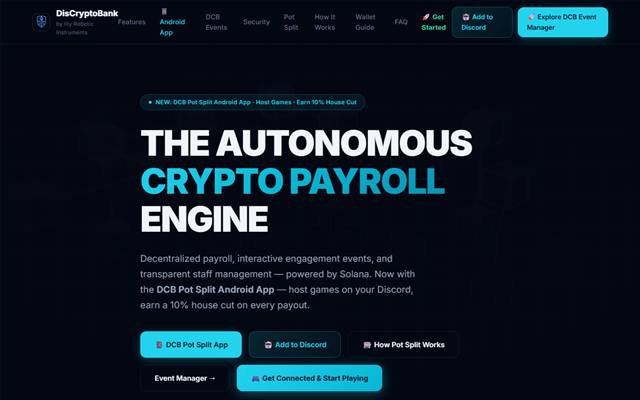 DisCryptoBank
by Illy Robotic
Instruments
Features
Android
App
DCB
Events
Security
Pot
Split
How It
Works
Wallet
Guide
FAQ
🚀 Get
Started
Add to
Discord
Explore DCB Event
Manager
NEW: DCB Pot Split Android App · Host Games · Earn 10% House Cut
THE AUTONOMOUS
CRYPTO PAYROLL
ENGINE
Decentralized payroll, interactive engagement events, and
transparent staff management — powered by Solana. Now with
the DCB Pot Split Android App — host games on your Discord,
earn a 10% house cut on every payout.
DCB Pot Split App
Add to Discord
How Pot Split Works
Event Manager →
🎮 Get Connected & Start Playing